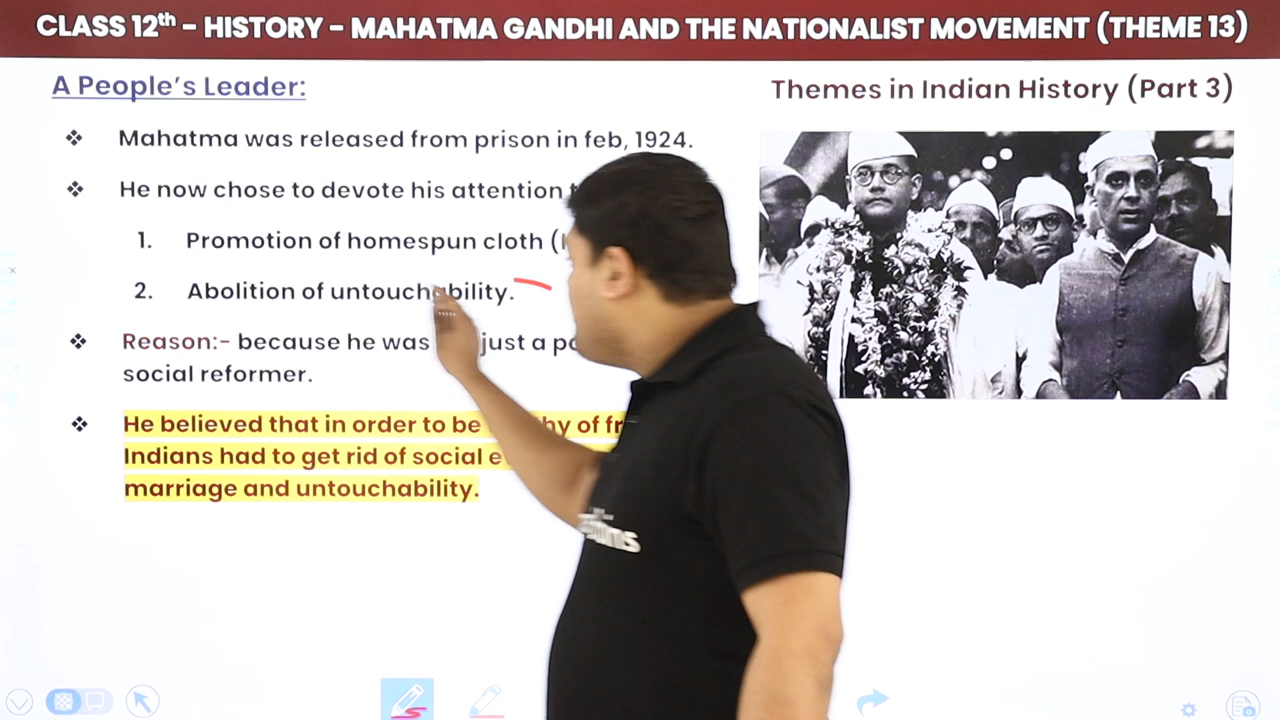 CLASS 12th - HISTORY - MAHATMA GANDHI AND THE NATIONALIST MOVEMENT (THEME 13)
A People's Leader:
Themes in Indian History (Part 3)
❖ Mahatma was released from prison in feb, 1924.
❖ He now chose to devote his attention
1. Promotion of homespun cloth (
2. Abolition of untouchability.
❖ Reason:- because he was just a
social reformer.
❖ He believed that in order to be of
Indians had to get rid of social
marriage and untouchability.